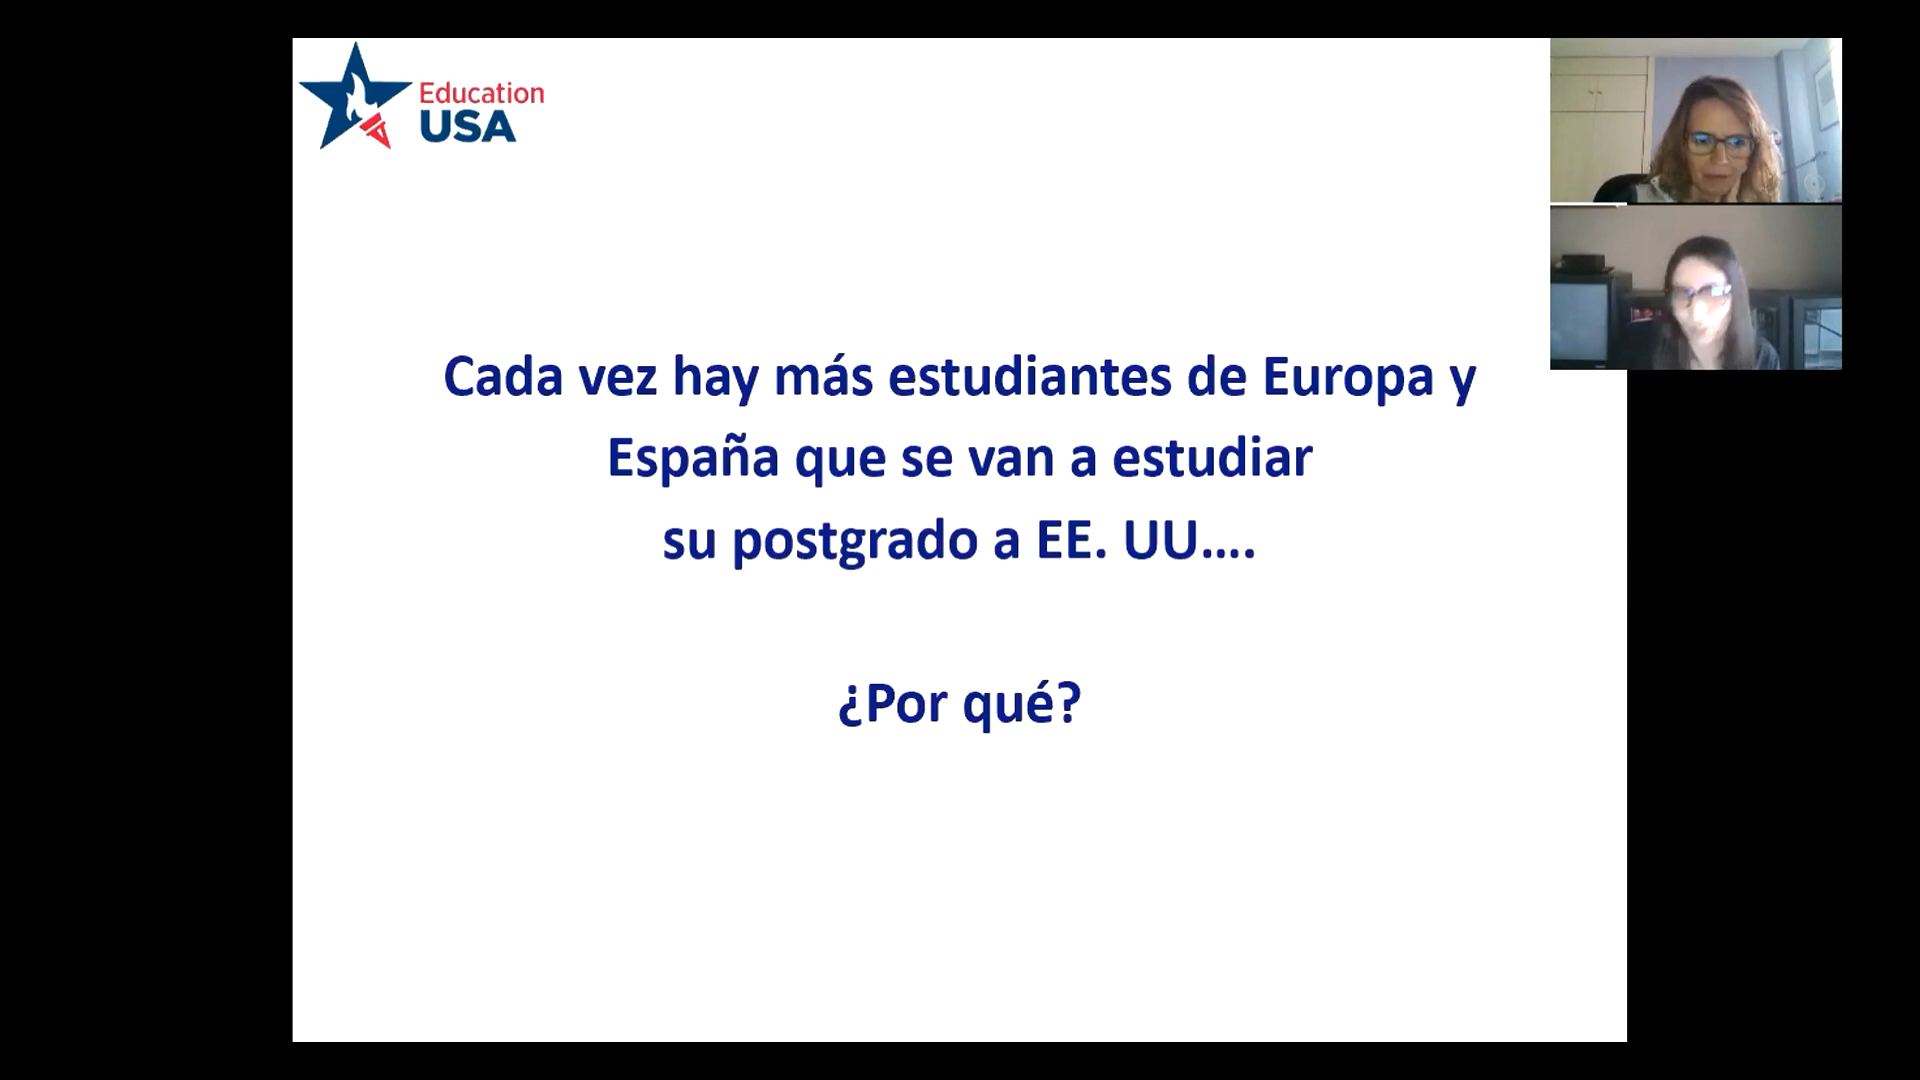 Education
USA
Cada vez hay más estudiantes de Europa y
España que se van a estudiar
su postgrado a EE. UU....
¿Por qué?